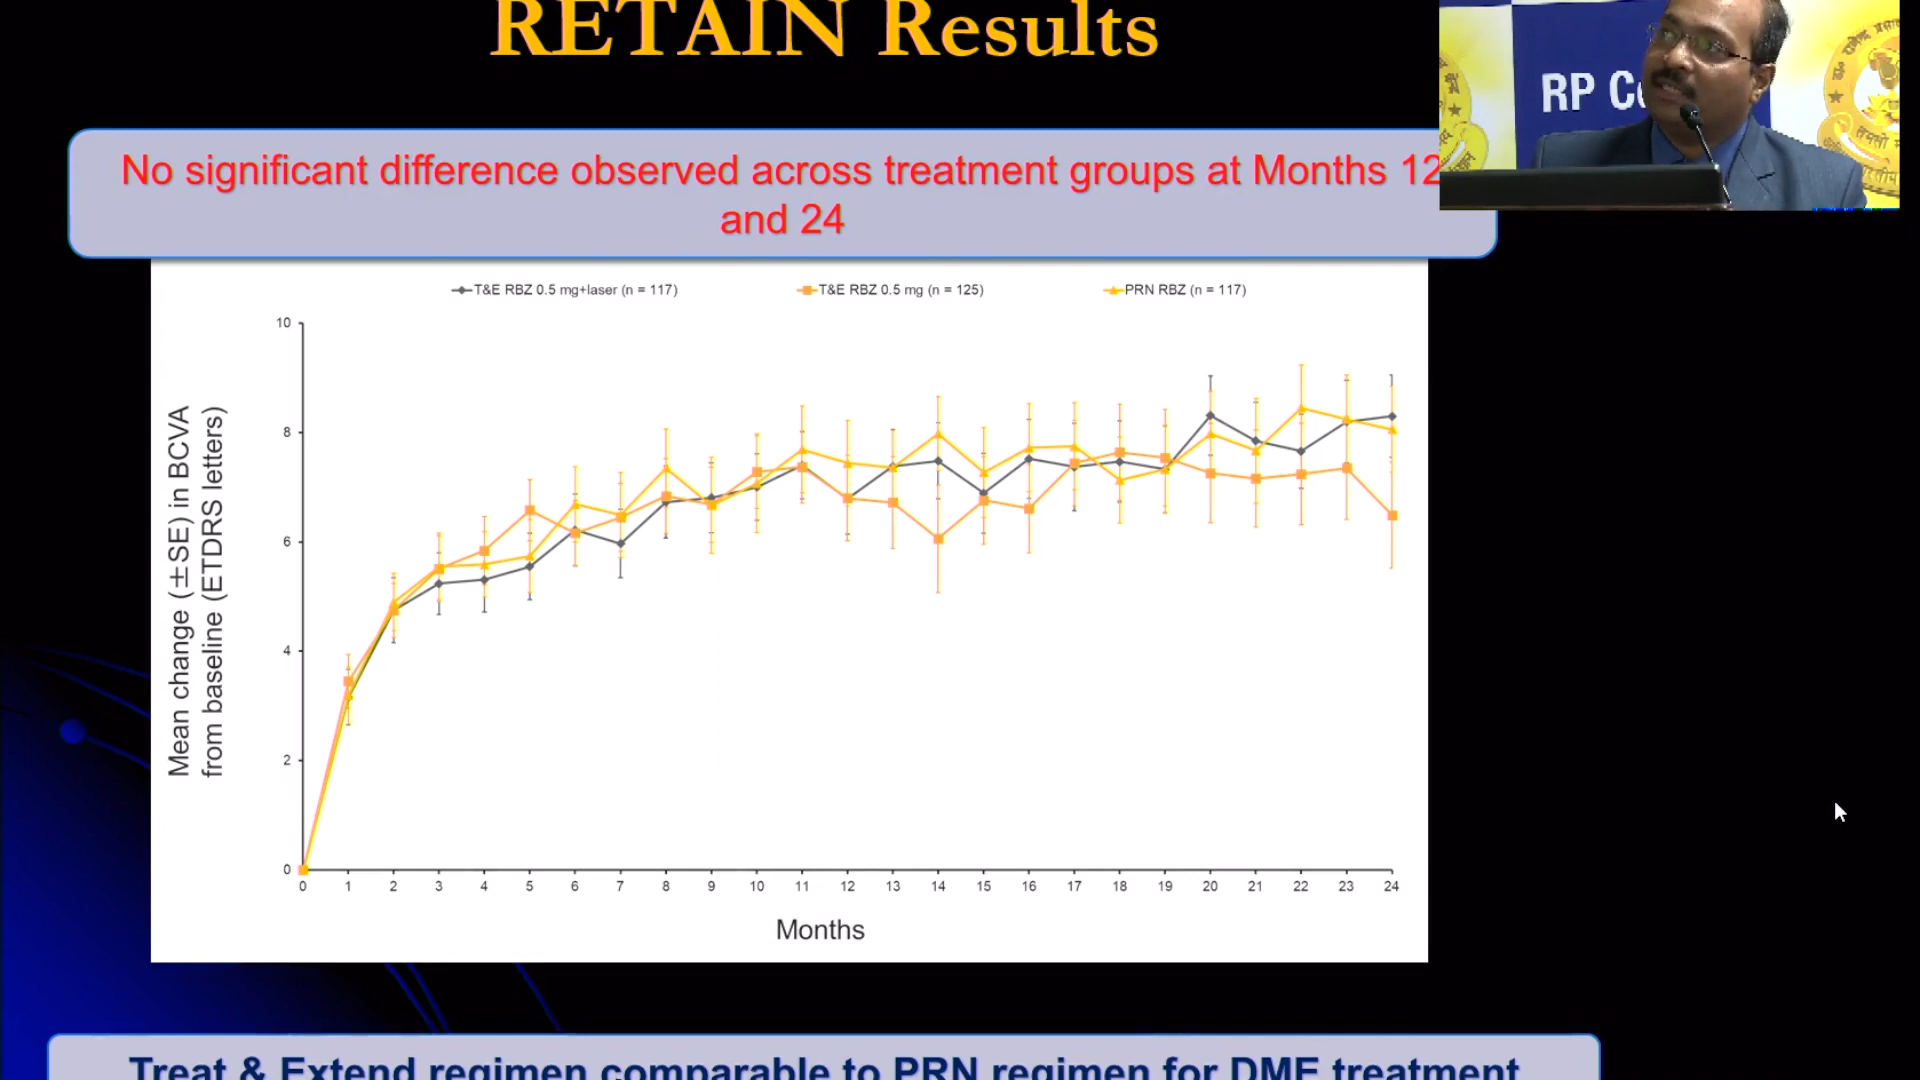 RETAIN Results
No significant difference observed across treatment groups at Months 12
and 24
RP C
T&E RBZ 0.5 mg+laser (n = 117)
T&E RBZ 0.5 mg (n = 125)
PRN RBZ (n = 117)
Mean change (±SE) in BCVA
from baseline (ETDRS letters)
10
8
6
4
2
0
0 1 2 3 4 5 6 7 8 9 10 11 12 13 14 15 16 17 18 19 20 21 22 23 24
Months
Treat & Extend regimen comparable to PRN regimen for DME treatment